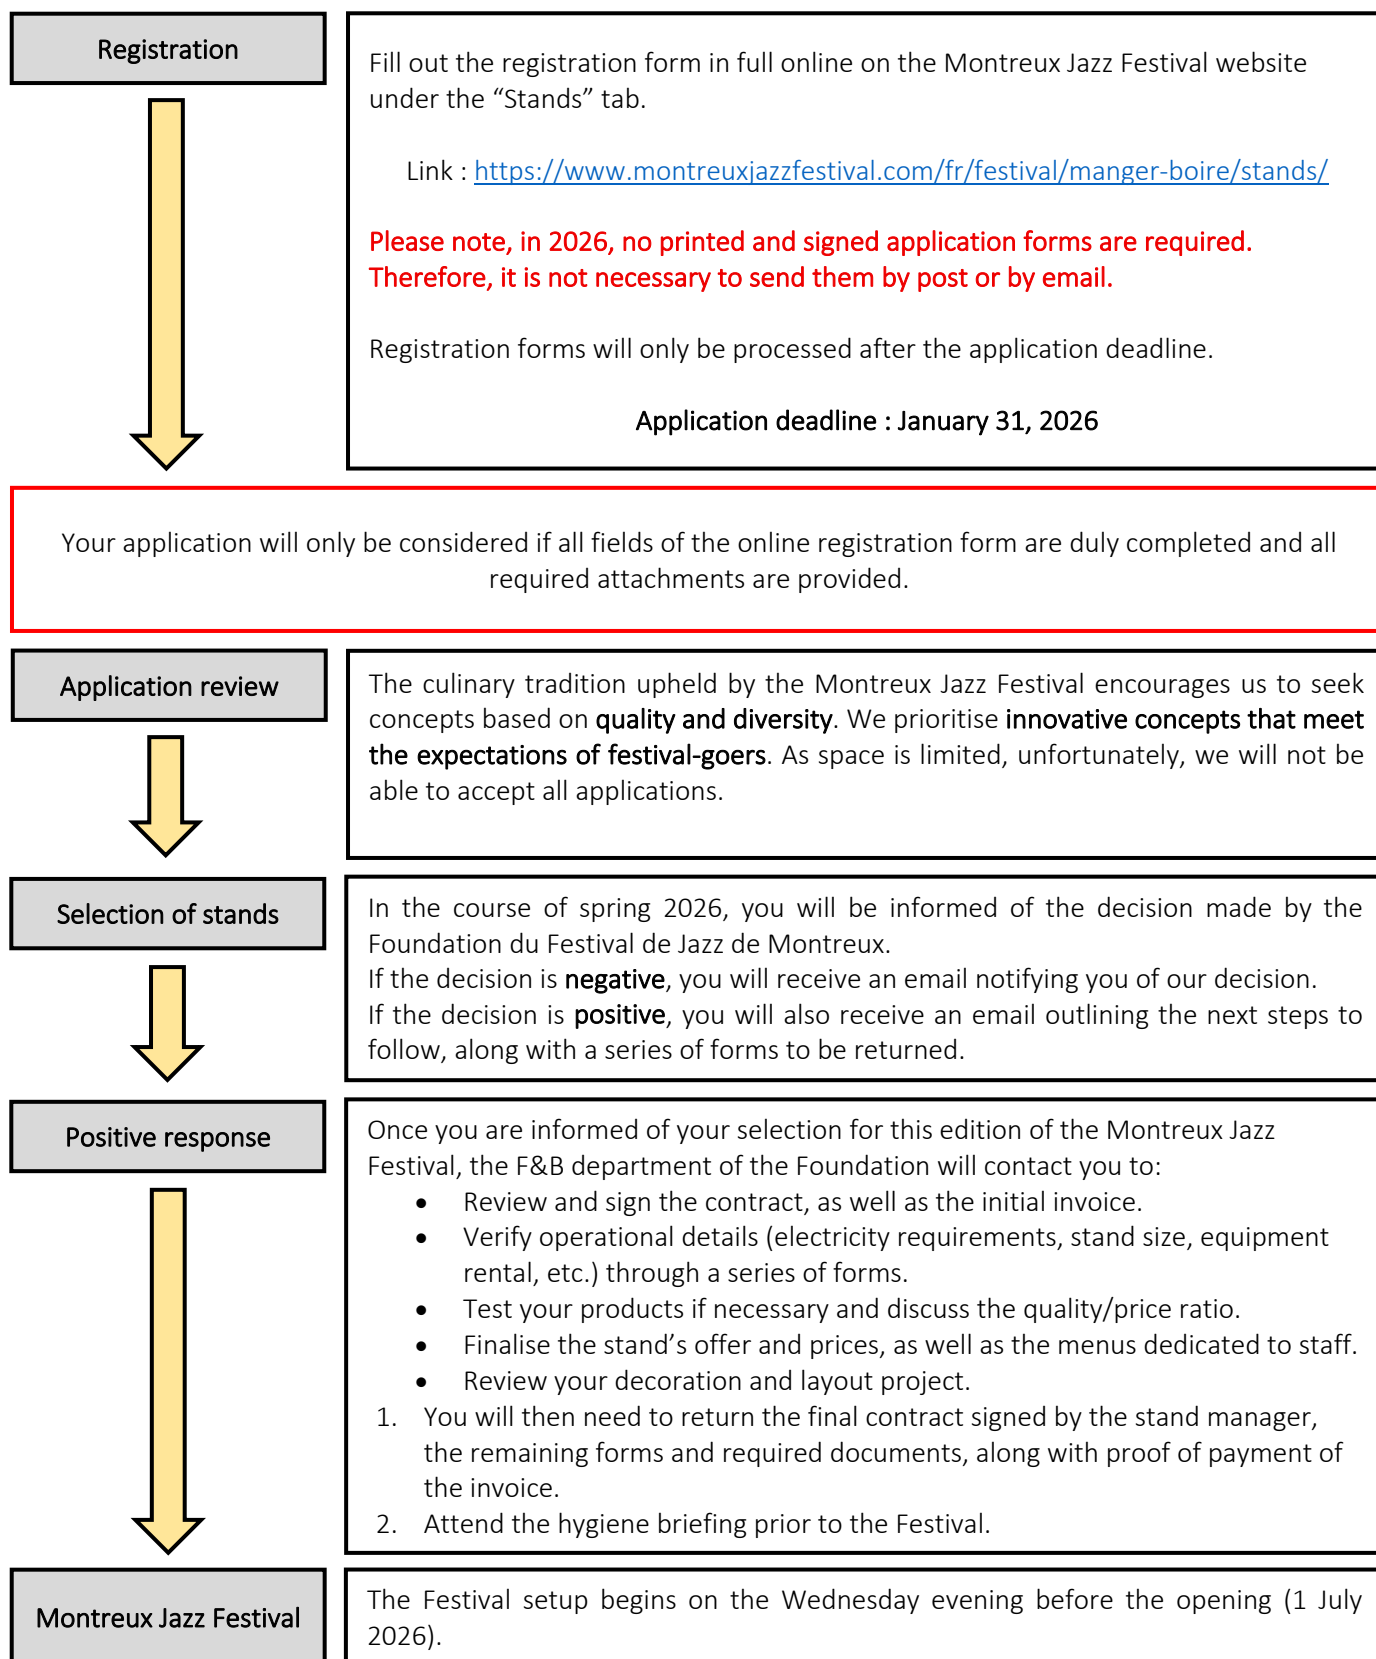 Registration
Fill out the registration form in full online on the Montreux Jazz Festival website
under the “Stands” tab.
Link : https://www.montreuxjazzfestival.com/fr/festival/manger-boire/stands/
Please note, in 2026, no printed and signed application forms are required.
Therefore, it is not necessary to send them by post or by email.
Registration forms will only be processed after the application deadline.
Application deadline : January 31, 2026
Your application will only be considered if all fields of the online registration form are duly completed and all
required attachments are provided.
Application review
The culinary tradition upheld by the Montreux Jazz Festival encourages us to seek
concepts based on quality and diversity. We prioritise innovative concepts that meet
the expectations of festival-goers. As space is limited, unfortunately, we will not be
able to accept all applications.
Selection of stands
In the course of spring 2026, you will be informed of the decision made by the
Foundation du Festival de Jazz de Montreux.
If the decision is negative, you will receive an email notifying you of our decision.
If the decision is positive, you will also receive an email outlining the next steps to
follow, along with a series of forms to be returned.
Positive response
Once you are informed of your selection for this edition of the Montreux Jazz
Festival, the F&B department of the Foundation will contact you to:
• Review and sign the contract, as well as the initial invoice.
• Verify operational details (electricity requirements, stand size, equipment
rental, etc.) through a series of forms.
• Test your products if necessary and discuss the quality/price ratio.
• Finalise the stand’s offer and prices, as well as the menus dedicated to staff.
• Review your decoration and layout project.
1. You will then need to return the final contract signed by the stand manager,
the remaining forms and required documents, along with proof of payment of
the invoice.
2. Attend the hygiene briefing prior to the Festival.
Montreux Jazz Festival
The Festival setup begins on the Wednesday evening before the opening (1 July
2026).